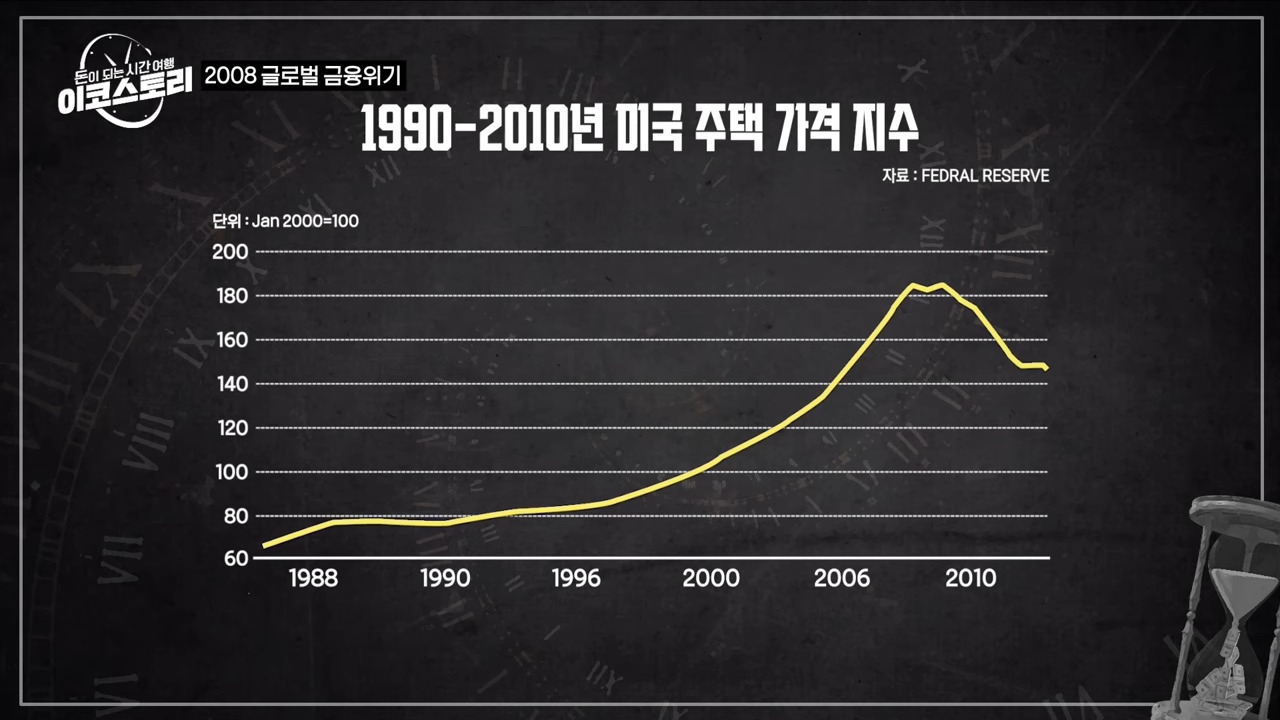 돈이 되는 시간 여행
이코스토리
2008 글로벌 금융위기
1990-2010년 미국 주택 가격 지수
자료 : FEDRAL RESERVE
단위 : Jan 2000=100
200
180
160
140
120
100
80
60
1988 1990 1996 2000 2006 2010